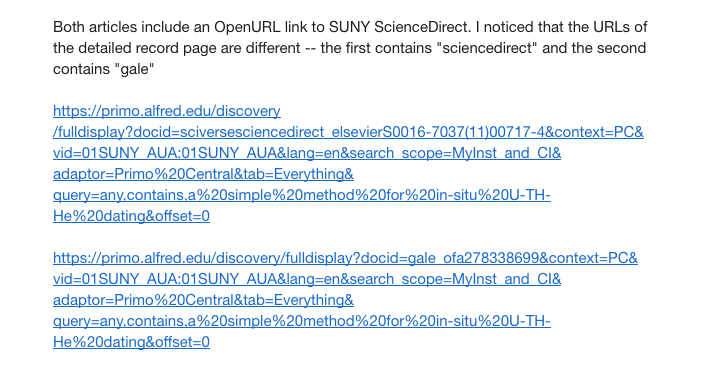 Both articles include an OpenURL link to SUNY ScienceDirect. I noticed that the URLs of
the detailed record page are different -- the first contains "sciencedirect" and the second
contains "gale"
https://primo.alfred.edu/discovery
/fulldisplay?docid=sciversesciencedirect_elsevierS0016-7037(11)00717-4&context=PC&
vid=01SUNY_AUA:01SUNY_AUA&lang=en&search_scope=MyInst_and_CI&
adaptor=Primo%20Central&tab=Everything&
query=any,contains,a%20simple%20method%20for%20in-situ%20U-TH-
He%20dating&offset=0
https://primo.alfred.edu/discovery/fulldisplay?docid=gale_ofa278338699&context=PC&
vid=01SUNY_AUA:01SUNY_AUA&lang=en&search_scope=MyInst_and_CI&
adaptor=Primo%20Central&tab=Everything&
query=any,contains,a%20simple%20method%20for%20in-situ%20U-TH-
He%20dating&offset=0